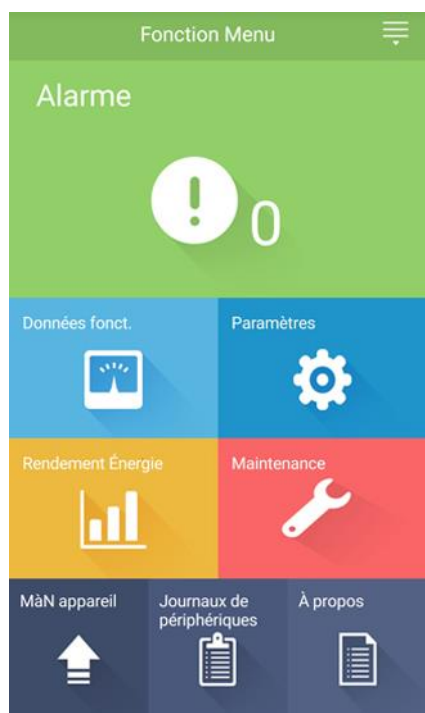 Fonction Menu
Alarme
0
Données fonct.
Paramètres
Rendement Énergie
Maintenance
MàN appareil
Journaux de
périphériques
À propos